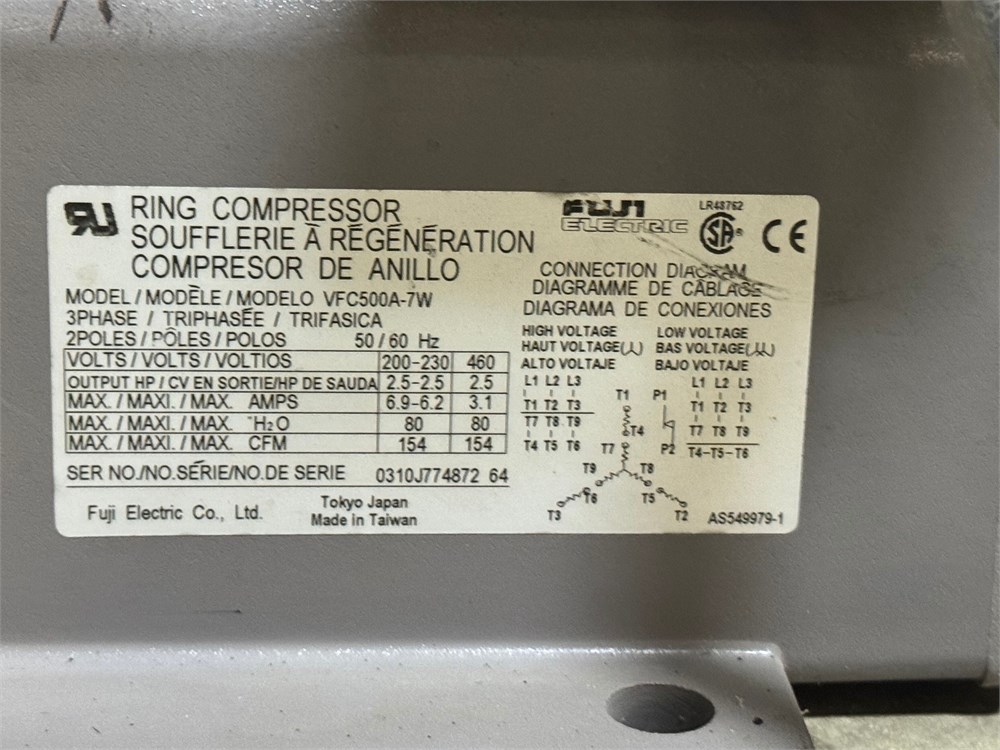 RU
RING COMPRESSOR
SOUFFLERIE À RÉGÉNÉRATION
COMPRESOR DE ANILLO
MODEL / MODÈLE / MODELO VFC500A-7W
3PHASE / TRIPHASÉE / TRIFASICA
2POLES / PÔLES / POLOS 50 / 60 Hz
VOLTS / VOLTS / VOLTIOS 200-230 460
OUTPUT HP / CV EN SORTIE/HP DE SAUDA 2.5-2.5 2.5
MAX. / MAXI. / MAX. AMPS 6.9-6.2 3.1
MAX. / MAXI. / MAX. "H₂O 80 80
MAX. / MAXI. / MAX. CFM 154 154
SER NO./NO.SÉRIE/NO.DE SERIE 0310J774872 64
Fuji Electric Co., Ltd.
Tokyo Japan
Made in Taiwan
FUJI
ELECTRIC
LR48762
SA®
CE
CONNECTION DIAGRAM
DIAGRAMME DE CÂBLAGE
DIAGRAMA DE CONEXIONES
HIGH VOLTAGE
HAUT VOLTAGE
ALTO VOLTAJE
LOW VOLTAGE
BAS VOLTAGE
BAJO VOLTAJE
L1 L2 L3
T1 T2 T3
T7 T8 T9
T4 T5 T6
T1
T4
T7
T9 T8
T6 T5
T3 T2
P1
P2
L1 L2 L3
T1 T2 T3
T7 T8 T9
T4-T5-T6
AS549979-1